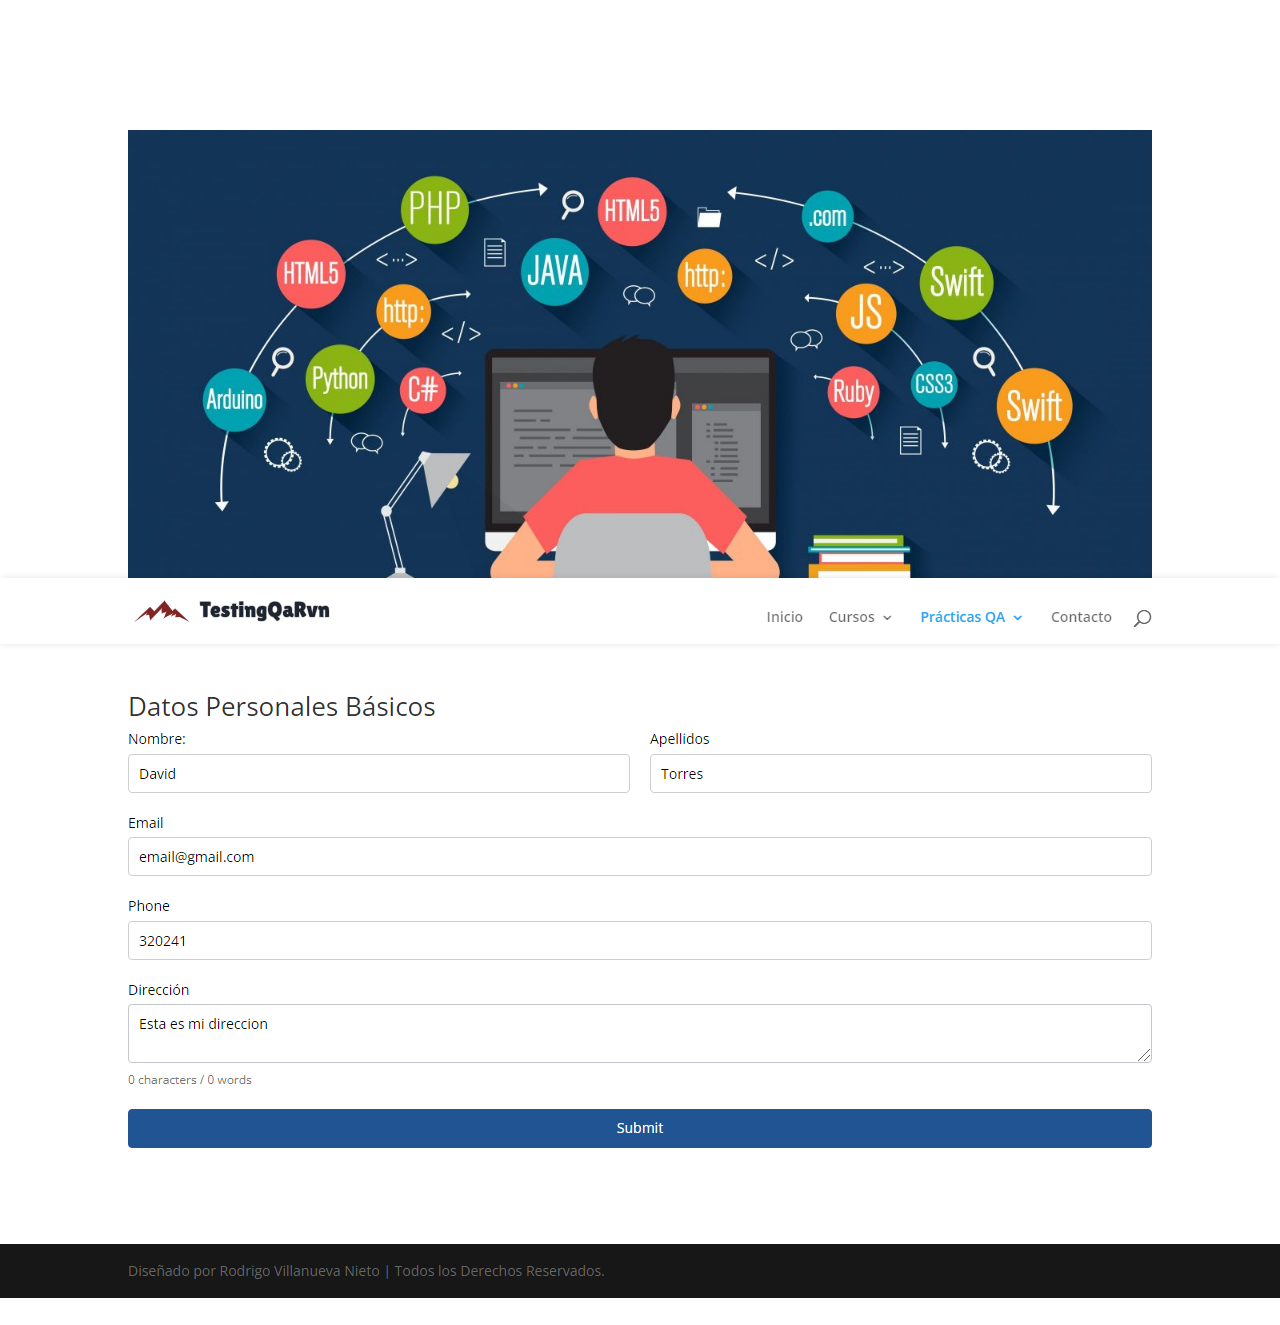 PHP
HTML5
.com
HTML5
JAVA
http:
Swift
http:
JS
Python
C#
Arduino
Ruby
CSS3
Swift
TestingQaRvn
Inicio Cursos Prácticas QA Contacto
Datos Personales Básicos
Nombre: Apellidos
David Torres
Email
email@gmail.com
Phone
320241
Dirección
Esta es mi direccion
0 characters / 0 words
Submit
Diseñado por Rodrigo Villanueva Nieto | Todos los Derechos Reservados.